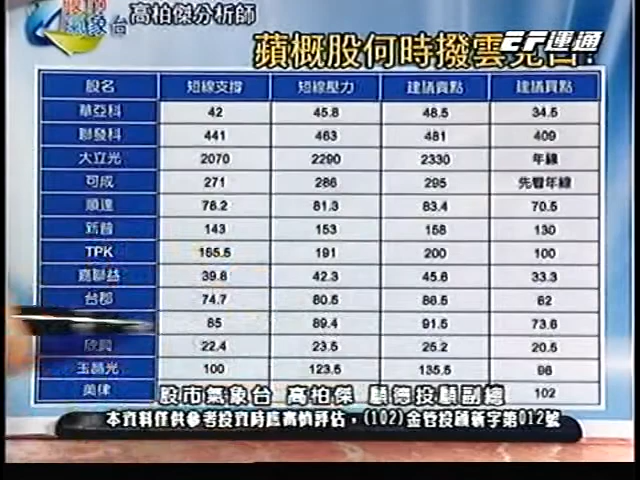 股市氣象台
高柏傑分析師
EF運通
蘋概股何時撥雲見日?
股名 短線支撐 短線壓力 建議賣點 建議買點
華亞科 42 45.8 48.5 34.5
聯發科 441 463 481 409
大立光 2070 2290 2330 年線
可成 271 286 295 先看年線
順達 78.2 81.3 83.4 70.5
新普 143 153 158 130
TPK 165.5 191 200 100
嘉聯益 39.8 42.3 45.6 33.3
台郡 74.7 80.5 86.5 62
85 89.4 91.5 73.6
欣興 22.4 23.5 25.2 20.5
玉晶光 100 123.5 135.5 96
美律 102
股市氣象台 高柏傑 顧德投顧副總
本資料僅供參考投資時應審慎評估,(102)金管投顧新字第012號